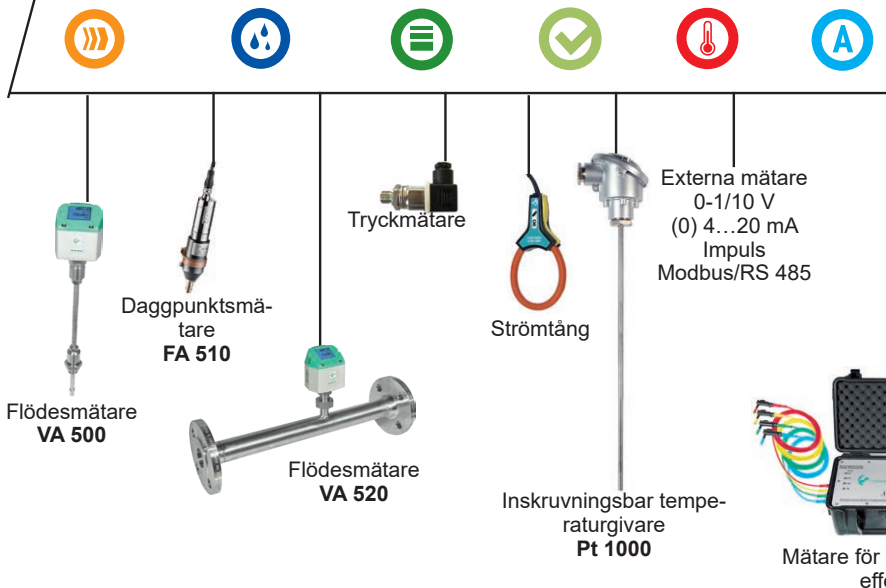 A
Externa mätare
0-1/10 V
(0) 4…20 mA
Impuls
Modbus/RS 485
Tryckmätare
Daggpunktsmä-
tare
FA 510
Strömtång
Flödesmätare
VA 500
Flödesmätare
VA 520
Inskruvningsbar tempe-
raturgivare
Pt 1000
Mätare för